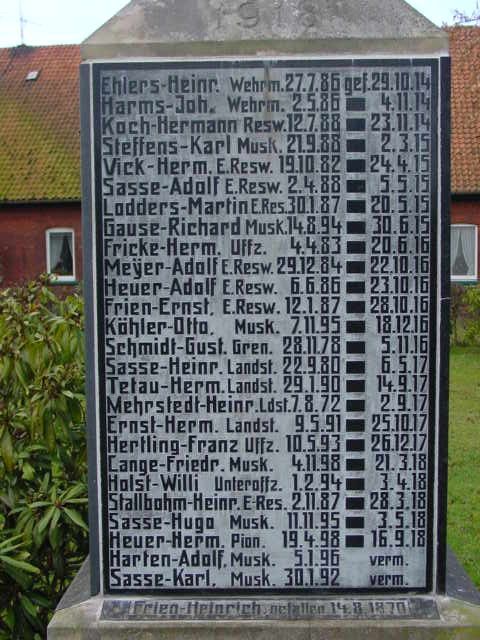 1918
Ehlers-Heinr. Wehrm. 27.7.86 gef. 29.10.14
Harms-Joh. Wehrm. 2.5.86 " 4.11.14
Koch-Hermann Resw. 12.7.88 " 23.11.14
Steffens-Karl Musk. 21.9.88 " 2.3.15
Vick-Herm. E.Resw. 19.10.82 " 24.4.15
Sasse-Adolf E.Resw. 2.4.88 " 5.5.15
Lodders-Martin E.Res. 30.1.87 " 20.5.15
Gause-Richard Musk. 14.8.94 " 30.6.15
Fricke-Herm. Uffz. 4.4.83 " 20.6.16
Meyer-Adolf E.Resw. 29.12.84 " 22.10.16
Heuer-Adolf E.Resw. 6.6.86 " 23.10.16
Frien-Ernst, E.Resw. 12.1.87 " 28.10.16
Köhler-Otto, Musk. 7.11.95 " 18.12.16
Schmidt-Gust. Gren. 28.11.78 " 5.11.16
Sasse-Heinr. Landst. 22.9.80 " 6.5.17
Tetau-Herm. Landst. 29.1.90 " 14.9.17
Mehrstedt-Heinr. Ldst. 7.8.72 " 2.9.17
Ernst-Herm. Landst. 9.5.91 " 25.10.17
Hertling-Franz Uffz. 10.5.93 " 26.12.17
Lange-Friedr. Musk. 4.11.98 " 21.3.18
Holst-Willi Unteroffz. 1.2.94 " 3.4.18
Stallbohm-Heinr. E-Res. 2.11.87 " 28.3.18
Sasse-Hugo Musk. 11.11.95 " 3.5.18
Heuer-Herm. Pion. 19.4.98 " 16.9.18
Harten-Adolf, Musk. 5.1.96 verm.
Sasse-Karl, Musk. 30.1.92 verm.
Frien-Heinrich, gefallen 14.8.1870